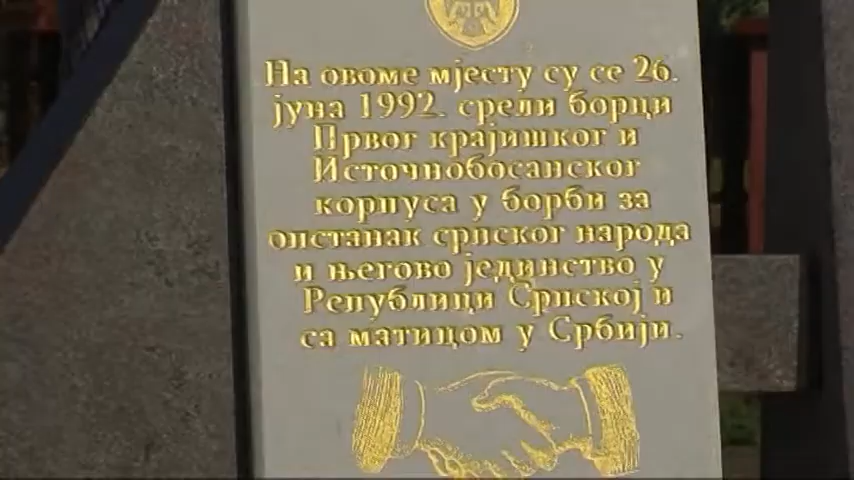 На овоме мјесту су се 26.
јуна 1992. срели борци
Првог крајишког и
Источнобосанског
корпуса у борби за
опстанак српског народа
и његово јединство у
Републици Српској и
са матицом у Србији.